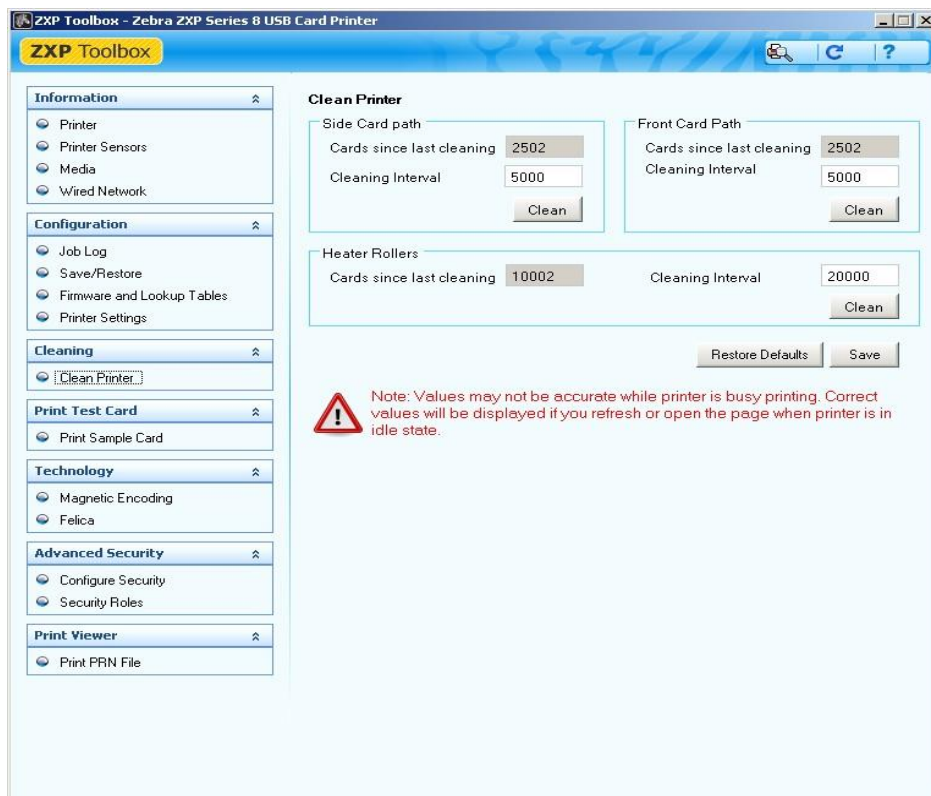 ZXP Toolbox - Zebra ZXP Series 8 USB Card Printer
ZXP Toolbox
?
Information
Printer
Printer Sensors
Media
Wired Network
Configuration
Job Log
Save/Restore
Firmware and Lookup Tables
Printer Settings
Cleaning
Clean Printer
Print Test Card
Print Sample Card
Technology
Magnetic Encoding
Felica
Advanced Security
Configure Security
Security Roles
Print Viewer
Print PRN File
Clean Printer
Side Card path
Cards since last cleaning 2502
Cleaning Interval 5000
Clean
Front Card Path
Cards since last cleaning 2502
Cleaning Interval 5000
Clean
Heater Rollers
Cards since last cleaning 10002 Cleaning Interval 20000
Clean
Restore Defaults Save
Note: Values may not be accurate while printer is busy printing. Correct
values will be displayed if you refresh or open the page when printer is in
idle state.